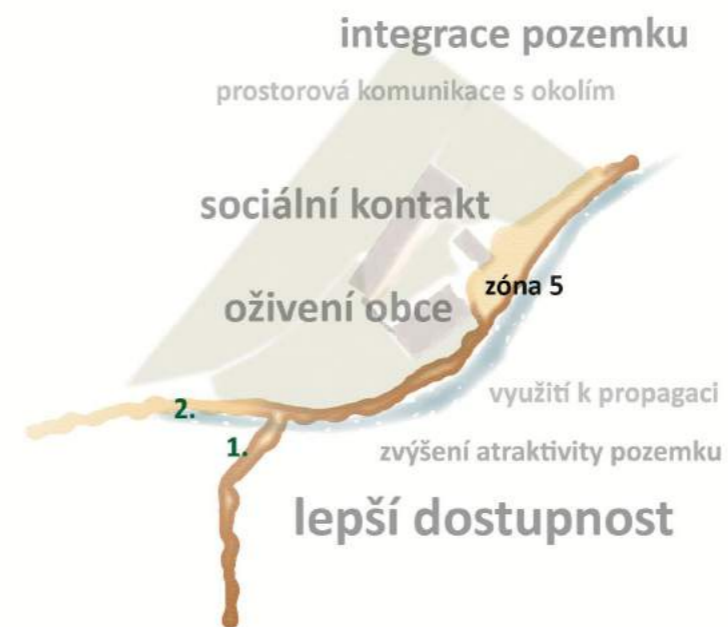 integrace pozemku
prostorová komunikace s okolím
sociální kontakt
zóna 5
oživení obce
využití k propagaci
2.
1.
zvýšení atraktivity pozemku
lepší dostupnost